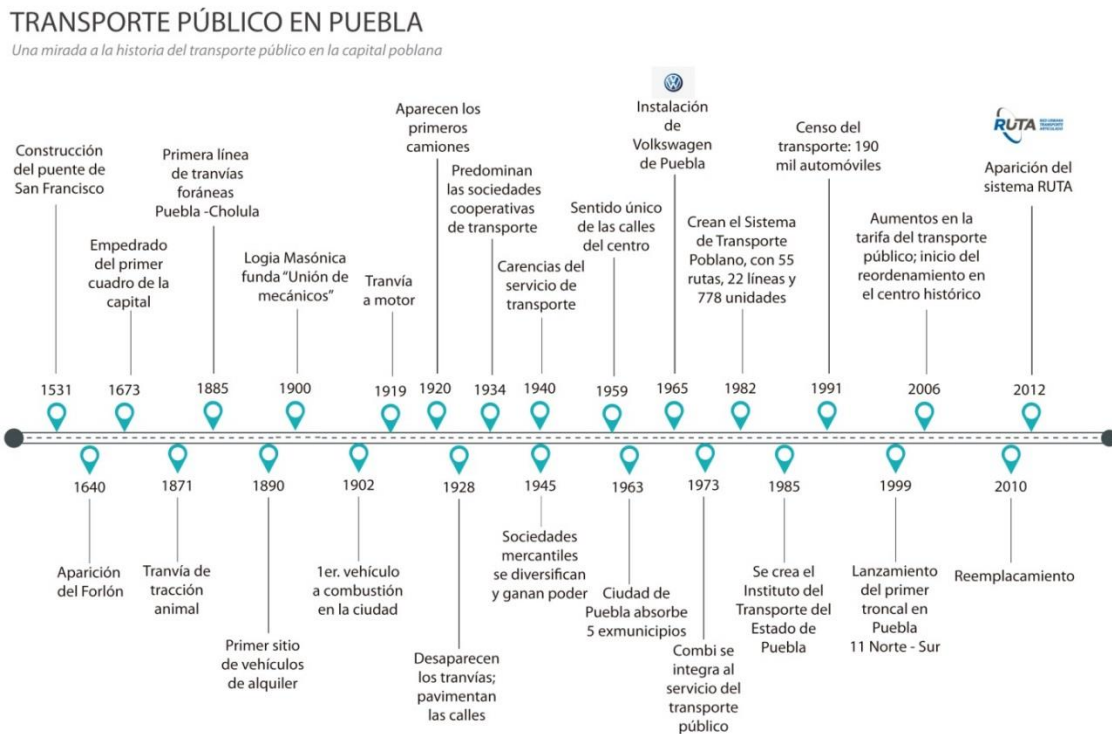 TRANSPORTE PÚBLICO EN PUEBLA
Una mirada a la historia del transporte público en la capital poblana
Construcción
del puente de
San Francisco
1531
Empedrado
del primer
cuadro de la
capital
1673
Primera línea
de tranvías
foráneas
Puebla -Cholula
1885
Logia Masónica
funda “Unión de
mecánicos”
1900
Tranvía
a motor
1919
Aparecen los
primeros
camiones
1920
Predominan
las sociedades
cooperativas
de transporte
1934
Carencias del
servicio de
transporte
1940
Sentido único
de las calles
del centro
1959
Instalación
de
Volkswagen
de Puebla
1965
Crean el Sistema
de Transporte
Poblano, con 55
rutas, 22 líneas y
778 unidades
1982
Censo del
transporte: 190
mil automóviles
1991
Aumentos en la
tarifa del transporte
público; inicio del
reordenamiento en
el centro histórico
2006
RUTA
RED URBANA
TRANSPORTE
ARTICULADO
Aparición del
sistema RUTA
2012
1640
Aparición
del Forlón
1871
Tranvía de
tracción
animal
1890
Primer sitio
de vehículos
de alquiler
1902
1er. vehículo
a combustión
en la ciudad
1928
Desaparecen
los tranvías;
pavimentan
las calles
1945
Sociedades
mercantiles
se diversifican
y ganan poder
1963
Ciudad de
Puebla absorbe
5 exmunicipios
1973
Combi se
integra al
servicio del
transporte
público
1985
Se crea el
Instituto del
Transporte del
Estado de
Puebla
1999
Lanzamiento
del primer
troncal en
Puebla
11 Norte - Sur
2010
Reemplacamiento